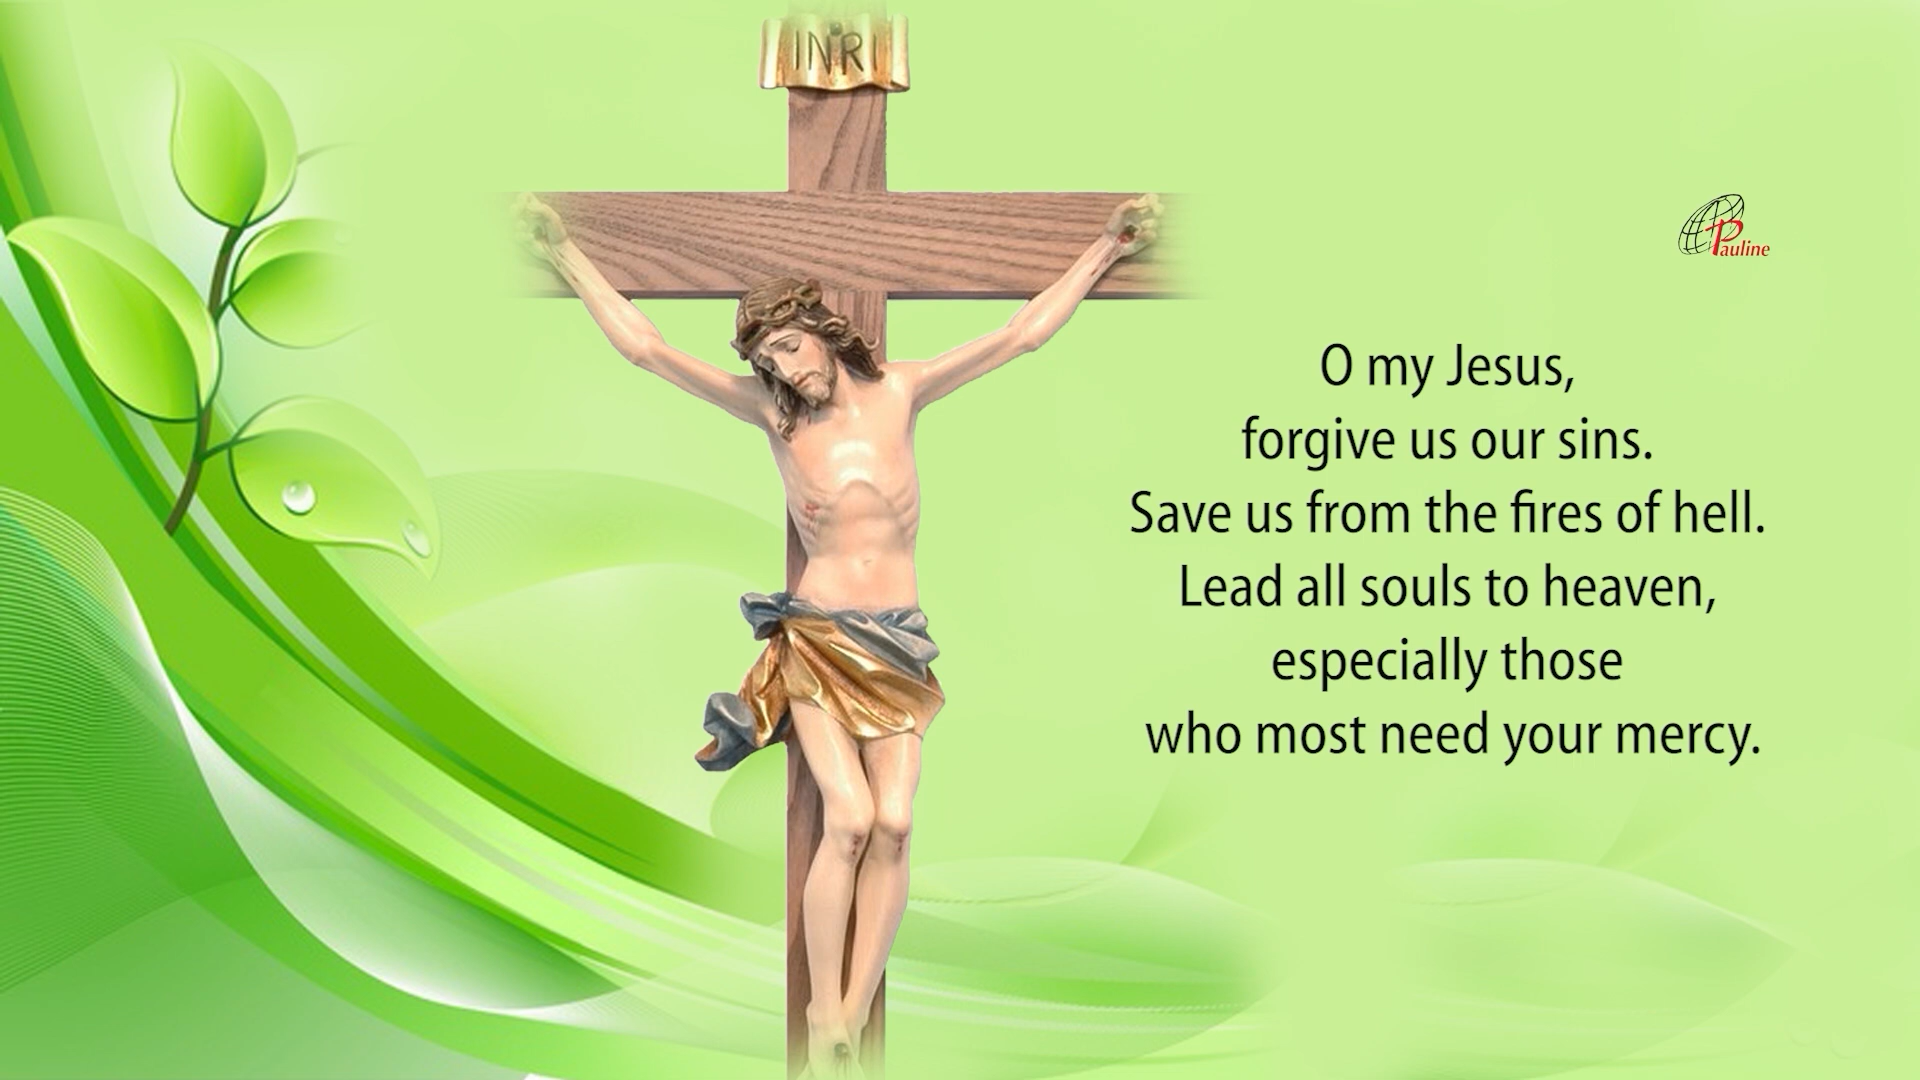 INRI
Pauline
O my Jesus,
forgive us our sins.
Save us from the fires of hell.
Lead all souls to heaven,
especially those
who most need your mercy.